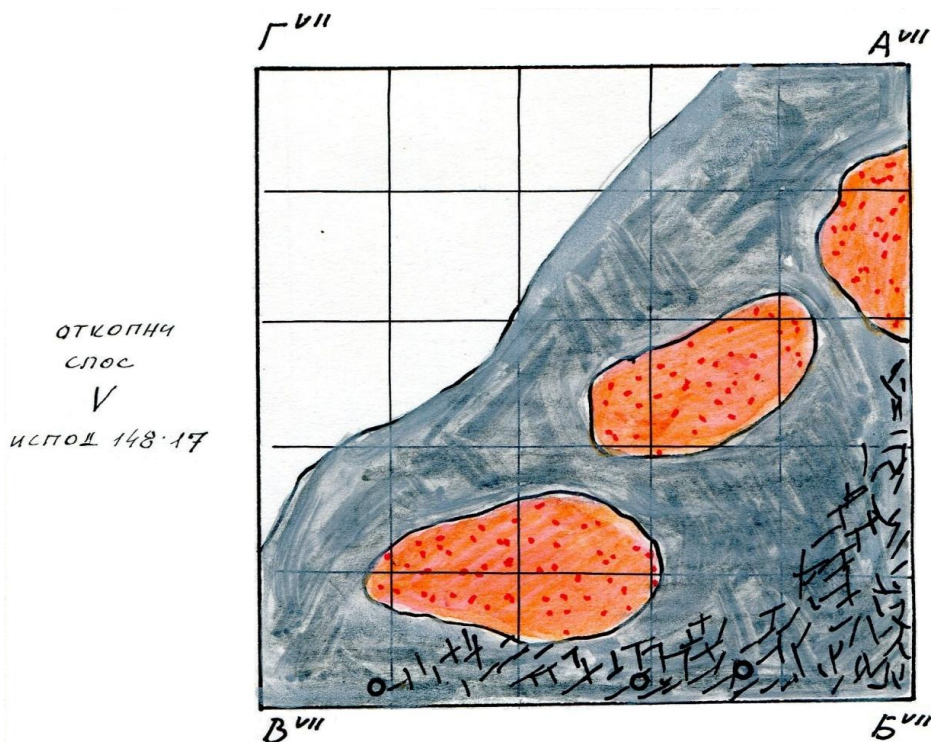 Г VII
А VII
ОТКОПНИ
СЛОС
V
ИСПОД 148.17
В VII
Б VII